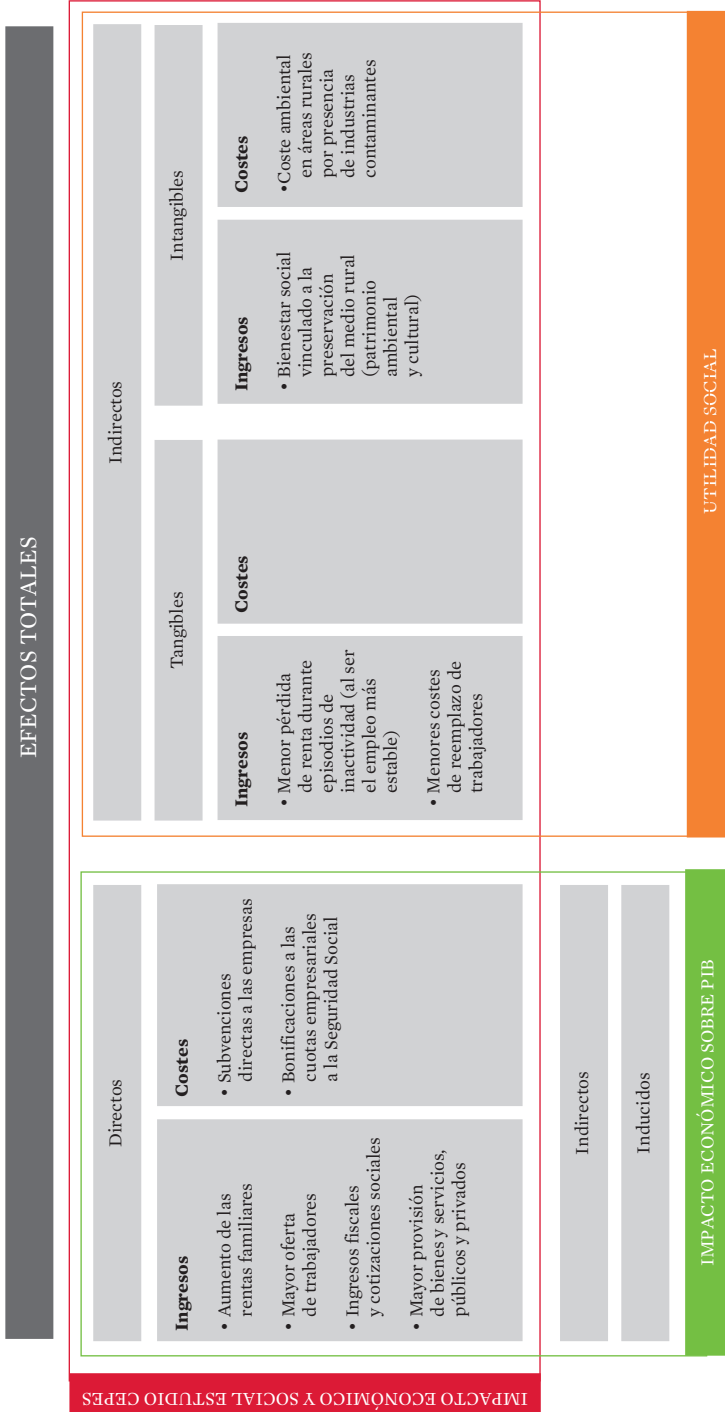 EFECTOS TOTALES
IMPACTO ECONÓMICO Y SOCIAL ESTUDIO CEPES
Directos
Ingresos
• Aumento de las
rentas familiares
• Mayor oferta
de trabajadores
• Ingresos fiscales
y cotizaciones sociales
• Mayor provisión
de bienes y servicios,
públicos y privados
Costes
• Subvenciones
directas a las empresas
• Bonificaciones a las
cuotas empresariales
a la Seguridad Social
Indirectos
Tangibles
Ingresos
• Menor pérdida
de renta durante
episodios de
inactividad (al ser
el empleo más
estable)
• Menores costes
de reemplazo de
trabajadores
Costes
Intangibles
Ingresos
• Bienestar social
vinculado a la
preservación
del medio rural
(patrimonio
ambiental
y cultural)
Costes
•Coste ambiental
en áreas rurales
por presencia
de industrias
contaminantes
Indirectos
Inducidos
IMPACTO ECONÓMICO SOBRE PIB
UTILIDAD SOCIAL